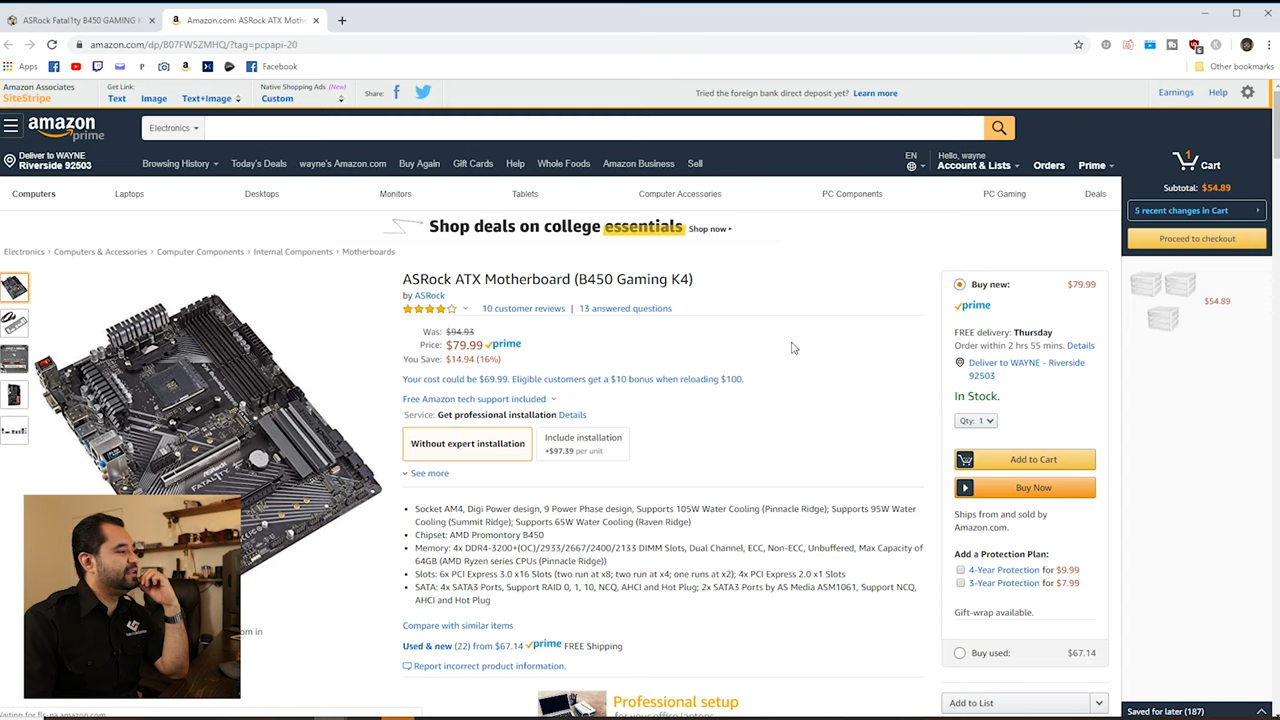 ASRock Fatal1ty B450 GAMING K
Amazon.com: ASRock ATX Mothe
amazon.com/dp/B07FW5ZMHQ/?tag=pcpapi-20
Apps
Facebook
Other bookmarks
Amazon Associates
SiteStripe
Get Link:
Text Image Text+Image
Native Shopping Ads (New)
Custom
Share:
Tried the foreign bank direct deposit yet? Learn more
Earnings Help
amazon prime
Electronics
1
Cart
Deliver to WAYNE
Riverside 92503
Browsing History Today's Deals wayne's Amazon.com Buy Again Gift Cards Help Whole Foods Amazon Business Sell
EN
Hello, wayne
Account & Lists Orders Prime
Subtotal: $54.89
5 recent changes in Cart
Proceed to checkout
$54.89
Computers Laptops Desktops Monitors Tablets Computer Accessories PC Components PC Gaming Deals
Shop deals on college essentials Shop now
Electronics › Computers & Accessories › Computer Components › Internal Components › Motherboards
ASRock ATX Motherboard (B450 Gaming K4)
by ASRock
10 customer reviews | 13 answered questions
Was: $94.93
Price: $79.99 prime
You Save: $14.94 (16%)
Your cost could be $69.99. Eligible customers get a $10 bonus when reloading $100.
Free Amazon tech support included
Service: Get professional installation Details
Without expert installation
Include installation
+$97.39 per unit
See more
Socket AM4, Digi Power design, 9 Power Phase design, Supports 105W Water Cooling (Pinnacle Ridge); Supports 95W Water
Cooling (Summit Ridge); Supports 65W Water Cooling (Raven Ridge)
Chipset: AMD Promontory B450
Memory: 4x DDR4-3200+(OC)/2933/2667/2400/2133 DIMM Slots, Dual Channel, ECC, Non-ECC, Unbuffered, Max Capacity of
64GB (AMD Ryzen series CPUs (Pinnacle Ridge))
Slots: 6x PCI Express 3.0 x16 Slots (two run at x8; two run at x4; one runs at x2); 4x PCI Express 2.0 x1 Slots
SATA: 4x SATA3 Ports, Support RAID 0, 1, 10, NCQ, AHCI and Hot Plug; 2x SATA3 Ports by AS Media ASM1061, Support NCQ,
AHCI and Hot Plug
Compare with similar items
Used & new (22) from $67.14 prime FREE Shipping
Report incorrect product information.
Professional setup
for your office laptops
Buy new: $79.99
prime
FREE delivery: Thursday
Order within 2 hrs 55 mins. Details
Deliver to WAYNE - Riverside
92503
In Stock.
Qty: 1
Add to Cart
Buy Now
Ships from and sold by
Amazon.com.
Add a Protection Plan:
4-Year Protection for $9.99
3-Year Protection for $7.99
Gift-wrap available.
Buy used: $67.14
Add to List
Saved for later (187)
FATAL1TY
om in
Waiting for fls-na.amazon.com